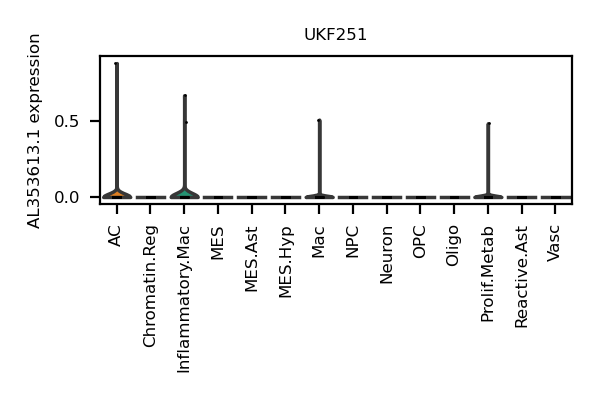 UKF251
AL353613.1 expression
0.5
0.0
AC
Chromatin.Reg
Inflammatory.Mac
MES
MES.Ast
MES.Hyp
Mac
NPC
Neuron
OPC
Oligo
Prolif.Metab
Reactive.Ast
Vasc